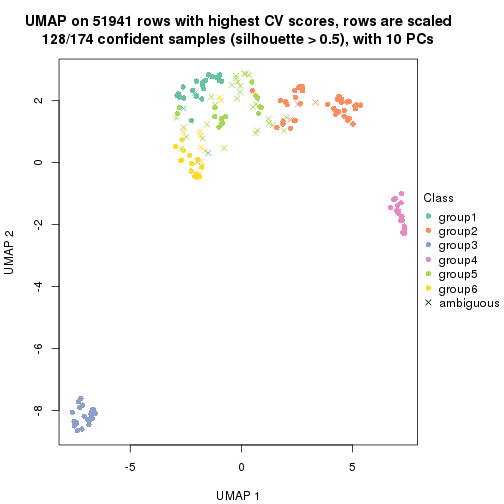 UMAP on 51941 rows with highest CV scores, rows are scaled
128/174 confident samples (silhouette > 0.5), with 10 PCs
2
0
-2
-4
-6
-8
UMAP 2
-5
0
5
UMAP 1
Class
group1
group2
group3
group4
group5
group6
ambiguous